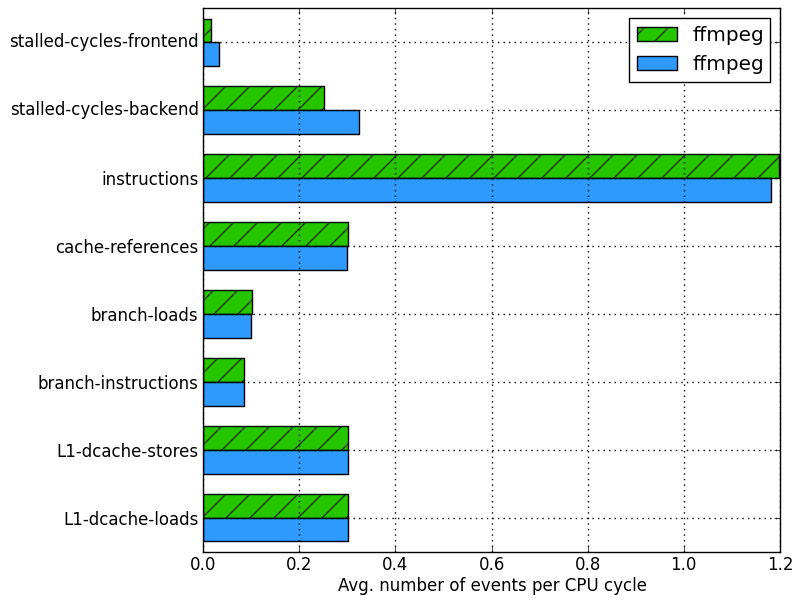 ffmpeg
ffmpeg
stalled-cycles-frontend
stalled-cycles-backend
instructions
cache-references
branch-loads
branch-instructions
L1-dcache-stores
L1-dcache-loads
0.0 0.2 0.4 0.6 0.8 1.0 1.2
Avg. number of events per CPU cycle